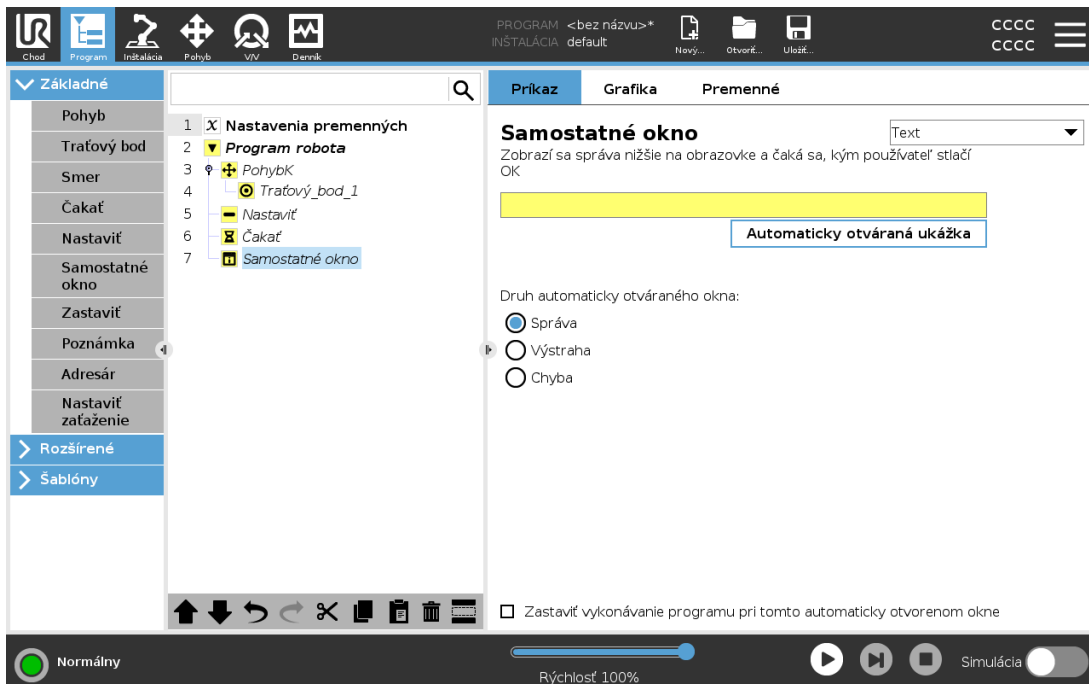 PROGRAM <bez názvu>*
INŠTALÁCIA default
Chod
Program
Inštalácia
Pohyb
V/V
Denník
Nový...
Otvoriť...
Uložiť...
CCCC
CCCC
Základné
Pohyb
Traťový bod
Smer
Čakať
Nastaviť
Samostatné
okno
Zastaviť
Poznámka
Adresár
Nastaviť
zaťaženie
Rozšírené
Šablóny
1 X Nastavenia premenných
2 Program robota
3 PohybK
4 Traťový_bod_1
5 Nastaviť
6 Čakať
7 Samostatné okno
Príkaz
Grafika
Premenné
Samostatné okno
Text
Zobrazí sa správa nižšie na obrazovke a čaká sa, kým používateľ stlačí
OK
Automaticky otváraná ukážka
Druh automaticky otváraného okna:
Správa
Výstraha
Chyba
Zastaviť vykonávanie programu pri tomto automaticky otvorenom okne
Normálny
Rýchlosť 100%
Simulácia